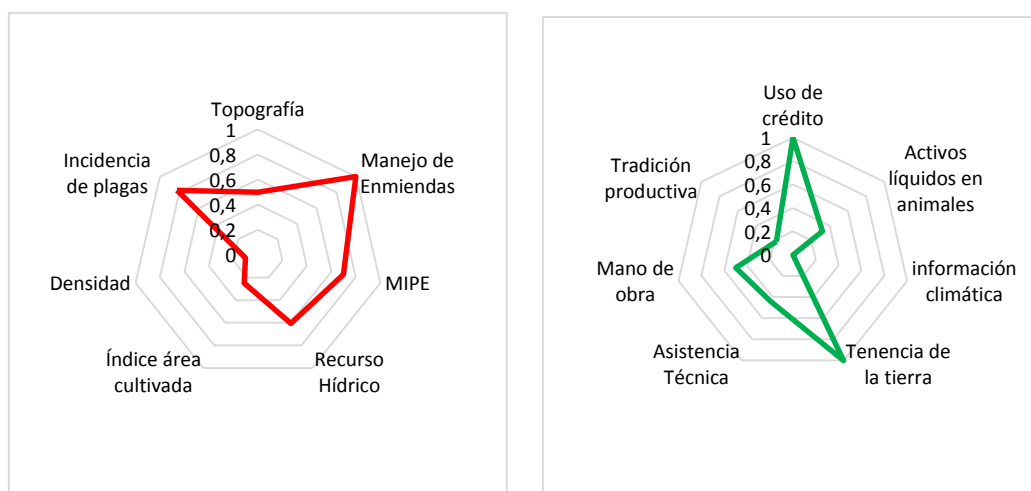 Topografía
1
0,8
0,6
0,4
0,2
0
Manejo de
Enmiendas
MIPE
Recurso
Hídrico
Índice área
cultivada
Densidad
Incidencia
de plagas
Uso de
crédito
1
0,8
0,6
0,4
0,2
0
Activos
líquidos en
animales
información
climática
Tenencia de
la tierra
Asistencia
Técnica
Mano de
obra
Tradición
productiva